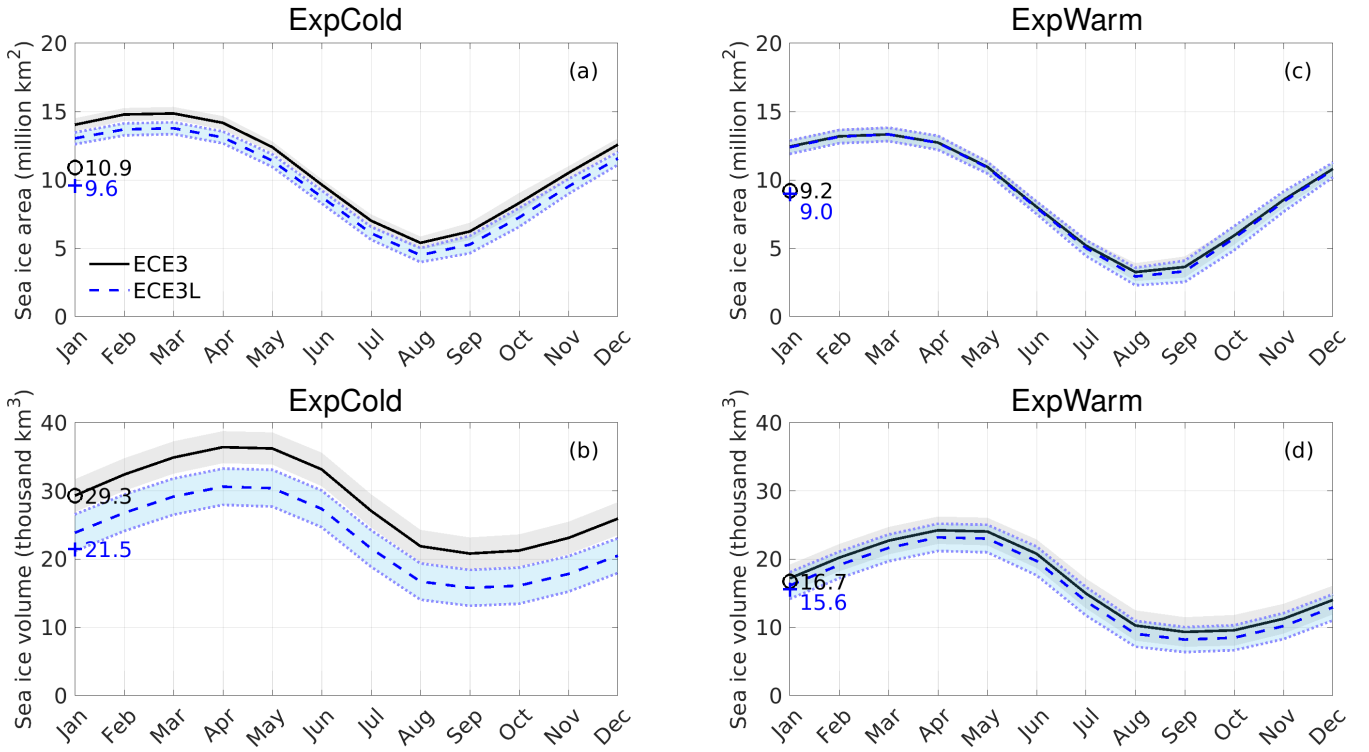 ExpCold
Sea ice area (million km²)
20
15
10
5
0
(a)
10.9
9.6
ECE3
ECE3L
Jan Feb Mar Apr May Jun Jul Aug Sep Oct Nov Dec
ExpWarm
Sea ice area (million km²)
20
15
10
5
0
(c)
9.2
9.0
Jan Feb Mar Apr May Jun Jul Aug Sep Oct Nov Dec
ExpCold
Sea ice volume (thousand km³)
40
30
20
10
0
(b)
29.3
21.5
Jan Feb Mar Apr May Jun Jul Aug Sep Oct Nov Dec
ExpWarm
Sea ice volume (thousand km³)
40
30
20
10
0
(d)
16.7
15.6
Jan Feb Mar Apr May Jun Jul Aug Sep Oct Nov Dec